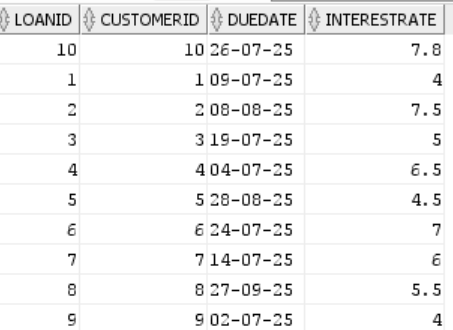 LOANID CUSTOMERID DUEDATE INTERESTRATE
10 10 26-07-25 7.8
1 1 09-07-25 4
2 2 08-08-25 7.5
3 3 19-07-25 5
4 4 04-07-25 6.5
5 5 28-08-25 4.5
6 6 24-07-25 7
7 7 14-07-25 6
8 8 27-09-25 5.5
9 9 02-07-25 4